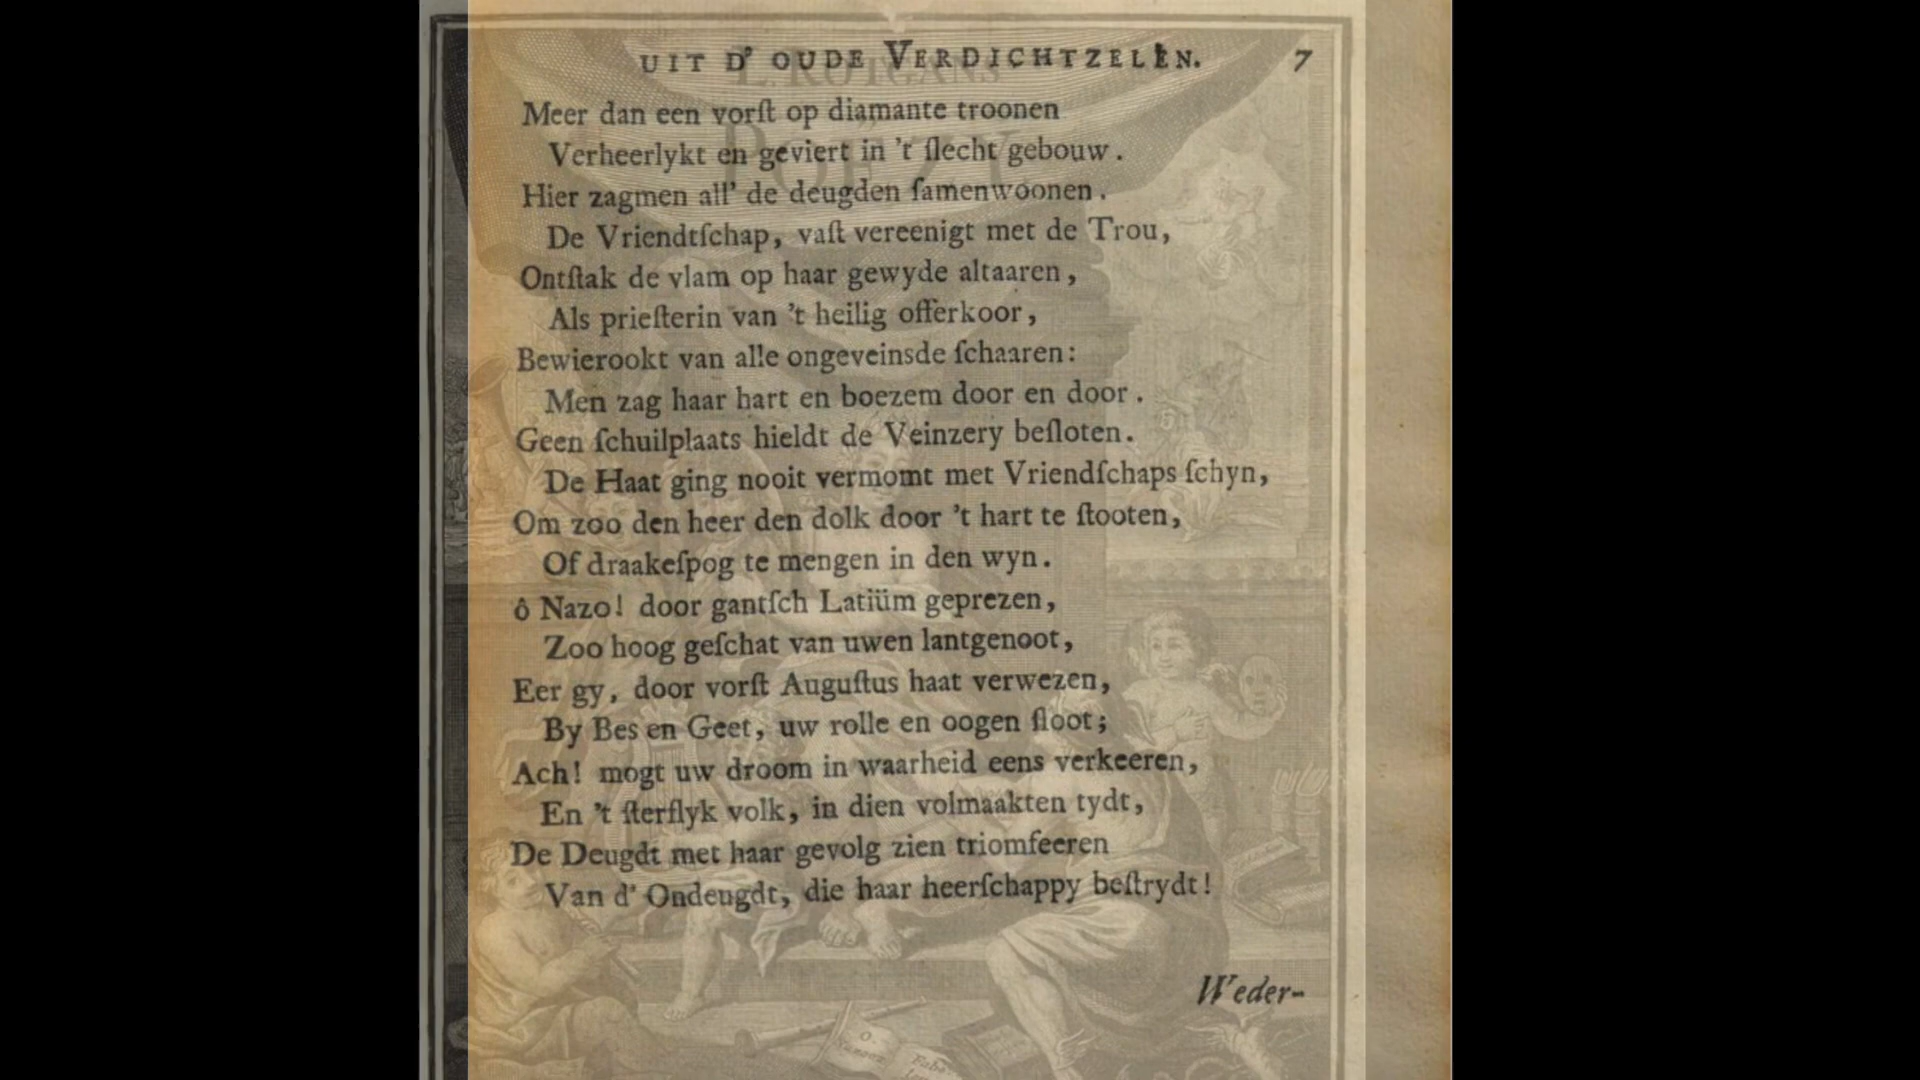 UIT D' OUDE VERDICHTZELEN. 7
L. ROTGANS
POEZY
Meer dan een vorſt op diamante troonen
Verheerlykt en geviert in 't ſlecht gebouw.
Hier zagmen all' de deugden ſamenwoonen.
De Vriendtſchap, vaſt vereenigt met de Trou,
Ontſtak de vlam op haar gewyde altaaren,
Als prieſterin van 't heilig offerkoor,
Bewierookt van alle ongeveinsde ſchaaren:
Men zag haar hart en boezem door en door.
Geen ſchuilplaats hieldt de Veinzery beſloten.
De Haat ging nooit vermomt met Vriendſchaps ſchyn,
Om zoo den heer den dolk door 't hart te ſtooten,
Of draakeſpog te mengen in den wyn.
ô Nazo! door gantſch Latiüm geprezen,
Zoo hoog geſchat van uwen lantgenoot,
Eer gy, door vorſt Auguſtus haat verwezen,
By Bes en Geet, uw rolle en oogen ſloot;
Ach! mogt uw droom in waarheid eens verkeeren,
En 't ſterflyk volk, in dien volmaakten tydt,
De Deugdt met haar gevolg zien triomfeeren
Van d' Ondeugdt, die haar heerſchappy beſtrydt!
Weder-